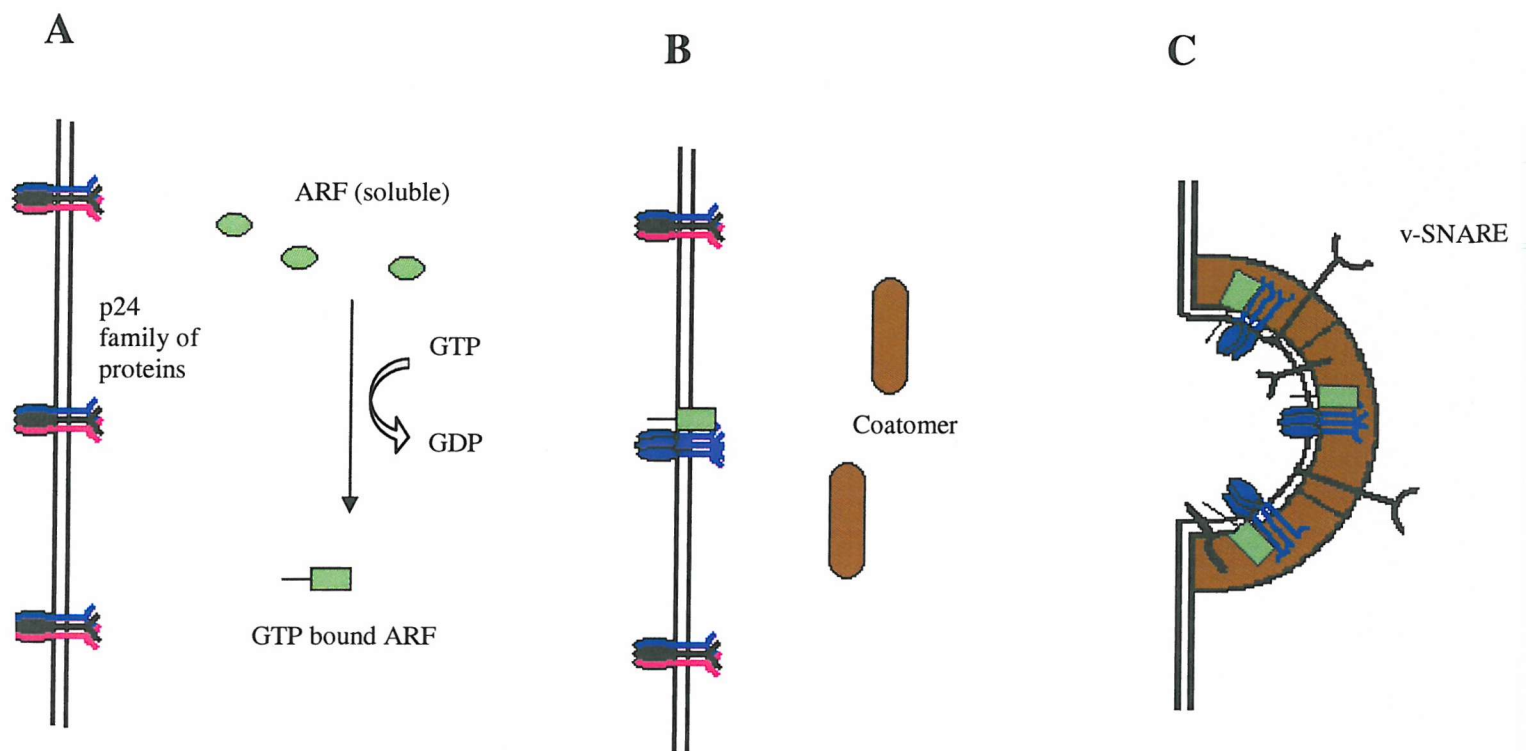 A
ARF (soluble)
p24
family of
proteins
GTP
GDP
GTP bound ARF
B
Coatomer
C
v-SNARE